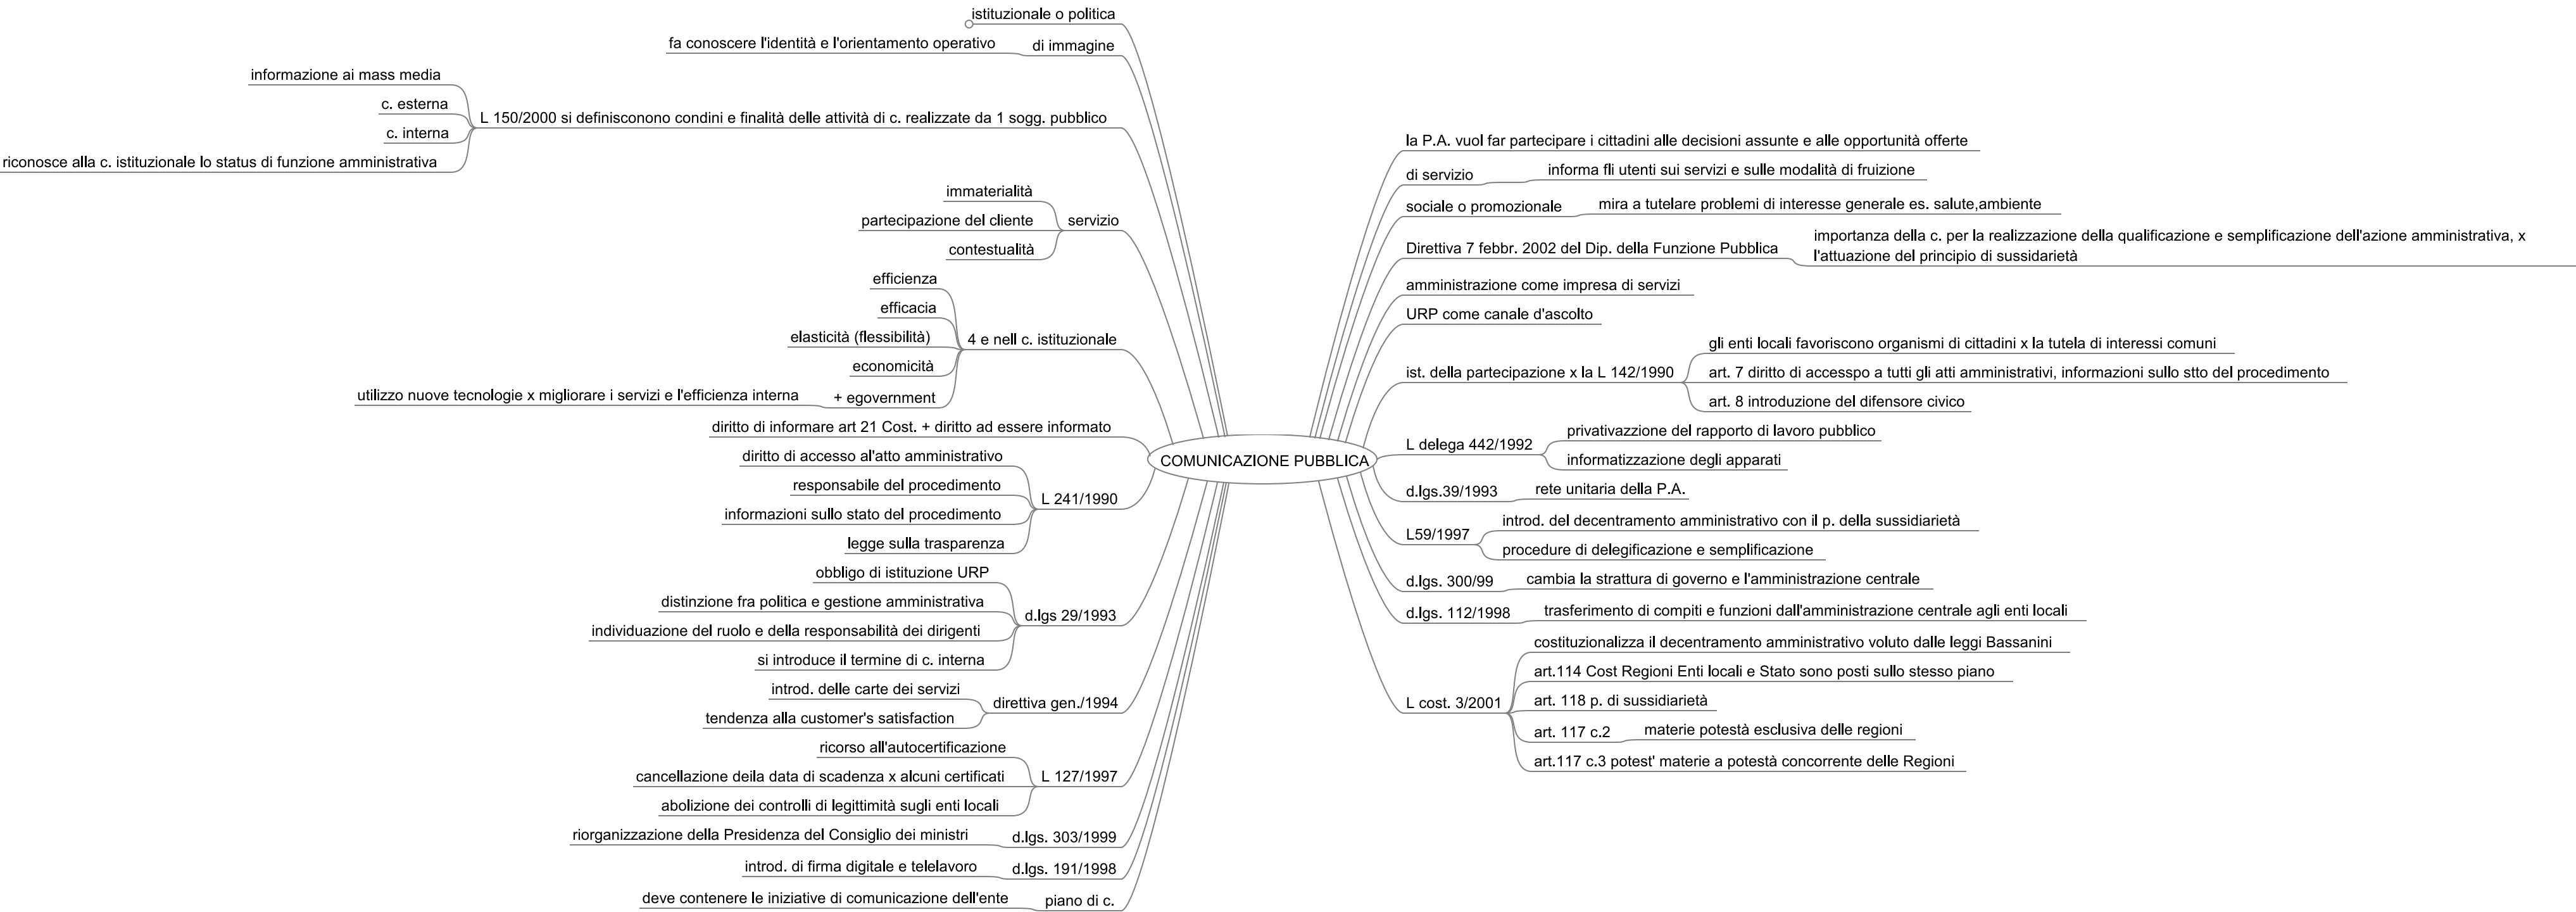 istituzionale o politica
fa conoscere l'identità e l'orientamento operativo
di immagine
informazione ai mass media
c. esterna
c. interna
riconosce alla c. istituzionale lo status di funzione amministrativa
L 150/2000 si definisconono condini e finalità delle attività di c. realizzate da 1 sogg. pubblico
immaterialità
partecipazione del cliente
contestualità
servizio
efficienza
efficacia
elasticità (flessibilità)
economicità
utilizzo nuove tecnologie x migliorare i servizi e l'efficienza interna
+ egovernment
4 e nell c. istituzionale
diritto di informare art 21 Cost. + diritto ad essere informato
diritto di accesso al'atto amministrativo
responsabile del procedimento
informazioni sullo stato del procedimento
legge sulla trasparenza
L 241/1990
obbligo di istituzione URP
distinzione fra politica e gestione amministrativa
individuazione del ruolo e della responsabilità dei dirigenti
si introduce il termine di c. interna
d.lgs 29/1993
introd. delle carte dei servizi
tendenza alla customer's satisfaction
direttiva gen./1994
ricorso all'autocertificazione
cancellazione deila data di scadenza x alcuni certificati
abolizione dei controlli di legittimità sugli enti locali
L 127/1997
riorganizzazione della Presidenza del Consiglio dei ministri
d.lgs. 303/1999
introd. di firma digitale e telelavoro
d.lgs. 191/1998
deve contenere le iniziative di comunicazione dell'ente
piano di c.
COMUNICAZIONE PUBBLICA
la P.A. vuol far partecipare i cittadini alle decisioni assunte e alle opportunità offerte
di servizio
informa fli utenti sui servizi e sulle modalità di fruizione
sociale o promozionale
mira a tutelare problemi di interesse generale es. salute,ambiente
Direttiva 7 febbr. 2002 del Dip. della Funzione Pubblica
importanza della c. per la realizzazione della qualificazione e semplificazione dell'azione amministrativa, x
l'attuazione del principio di sussidarietà
amministrazione come impresa di servizi
URP come canale d'ascolto
ist. della partecipazione x la L 142/1990
gli enti locali favoriscono organismi di cittadini x la tutela di interessi comuni
art. 7 diritto di accesspo a tutti gli atti amministrativi, informazioni sullo stto del procedimento
art. 8 introduzione del difensore civico
L delega 442/1992
privativazzione del rapporto di lavoro pubblico
informatizzazione degli apparati
d.lgs.39/1993
rete unitaria della P.A.
L59/1997
introd. del decentramento amministrativo con il p. della sussidiarietà
procedure di delegificazione e semplificazione
d.lgs. 300/99
cambia la strattura di governo e l'amministrazione centrale
d.lgs. 112/1998
trasferimento di compiti e funzioni dall'amministrazione centrale agli enti locali
L cost. 3/2001
costituzionalizza il decentramento amministrativo voluto dalle leggi Bassanini
art.114 Cost Regioni Enti locali e Stato sono posti sullo stesso piano
art. 118 p. di sussidiarietà
art. 117 c.2
materie potestà esclusiva delle regioni
art.117 c.3 potest' materie a potestà concorrente delle Regioni